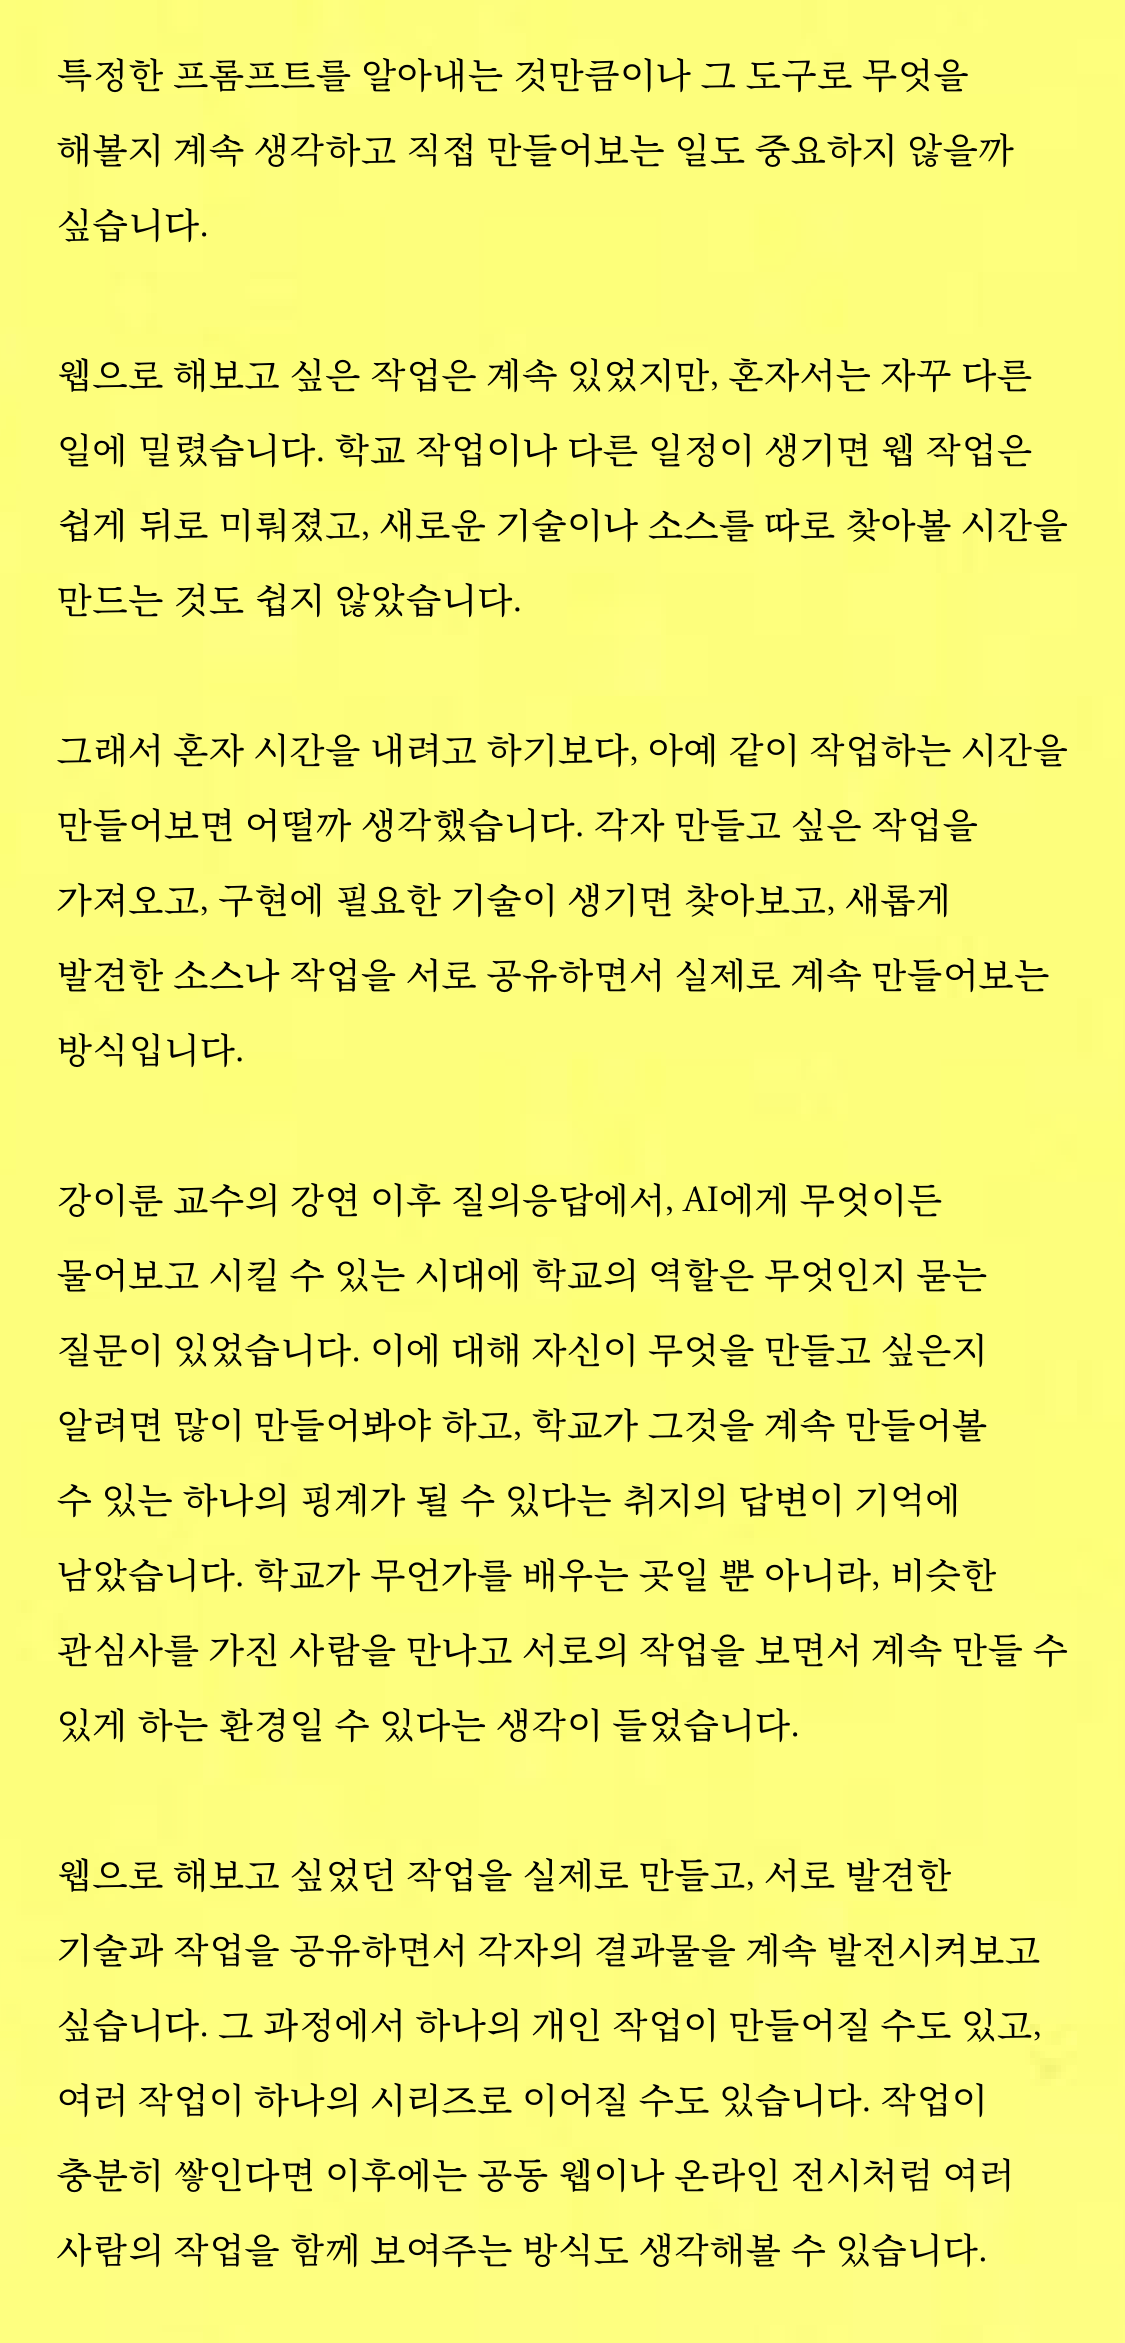 특정한 프롬프트를 알아내는 것만큼이나 그 도구로 무엇을
해볼지 계속 생각하고 직접 만들어보는 일도 중요하지 않을까
싶습니다.
웹으로 해보고 싶은 작업은 계속 있었지만, 혼자서는 자꾸 다른
일에 밀렸습니다. 학교 작업이나 다른 일정이 생기면 웹 작업은
쉽게 뒤로 미뤄졌고, 새로운 기술이나 소스를 따로 찾아볼 시간을
만드는 것도 쉽지 않았습니다.
그래서 혼자 시간을 내려고 하기보다, 아예 같이 작업하는 시간을
만들어보면 어떨까 생각했습니다. 각자 만들고 싶은 작업을
가져오고, 구현에 필요한 기술이 생기면 찾아보고, 새롭게
발견한 소스나 작업을 서로 공유하면서 실제로 계속 만들어보는
방식입니다.
강이룬 교수의 강연 이후 질의응답에서, AI에게 무엇이든
물어보고 시킬 수 있는 시대에 학교의 역할은 무엇인지 묻는
질문이 있었습니다. 이에 대해 자신이 무엇을 만들고 싶은지
알려면 많이 만들어봐야 하고, 학교가 그것을 계속 만들어볼
수 있는 하나의 핑계가 될 수 있다는 취지의 답변이 기억에
남았습니다. 학교가 무언가를 배우는 곳일 뿐 아니라, 비슷한
관심사를 가진 사람을 만나고 서로의 작업을 보면서 계속 만들 수
있게 하는 환경일 수 있다는 생각이 들었습니다.
웹으로 해보고 싶었던 작업을 실제로 만들고, 서로 발견한
기술과 작업을 공유하면서 각자의 결과물을 계속 발전시켜보고
싶습니다. 그 과정에서 하나의 개인 작업이 만들어질 수도 있고,
여러 작업이 하나의 시리즈로 이어질 수도 있습니다. 작업이
충분히 쌓인다면 이후에는 공동 웹이나 온라인 전시처럼 여러
사람의 작업을 함께 보여주는 방식도 생각해볼 수 있습니다.